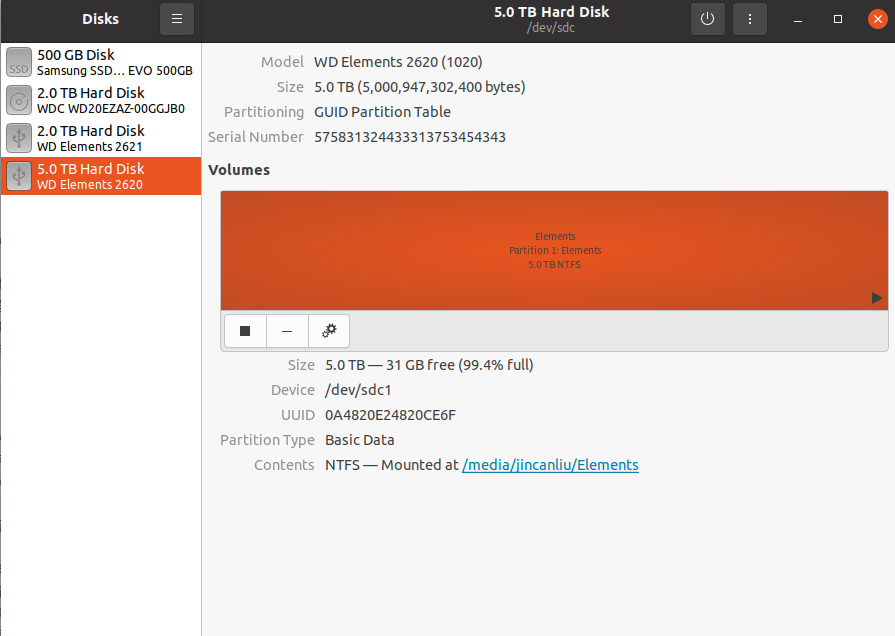 Disks
5.0 TB Hard Disk
/dev/sdc
SSD
500 GB Disk
Samsung SSD… EVO 500GB
2.0 TB Hard Disk
WDC WD20EZAZ-00GGJB0
2.0 TB Hard Disk
WD Elements 2621
5.0 TB Hard Disk
WD Elements 2620
Model WD Elements 2620 (1020)
Size 5.0 TB (5,000,947,302,400 bytes)
Partitioning GUID Partition Table
Serial Number 575831324433313753454343
Volumes
Elements
Partition 1: Elements
5.0 TB NTFS
Size 5.0 TB — 31 GB free (99.4% full)
Device /dev/sdc1
UUID 0A4820E24820CE6F
Partition Type Basic Data
Contents NTFS — Mounted at /media/jincanliu/Elements